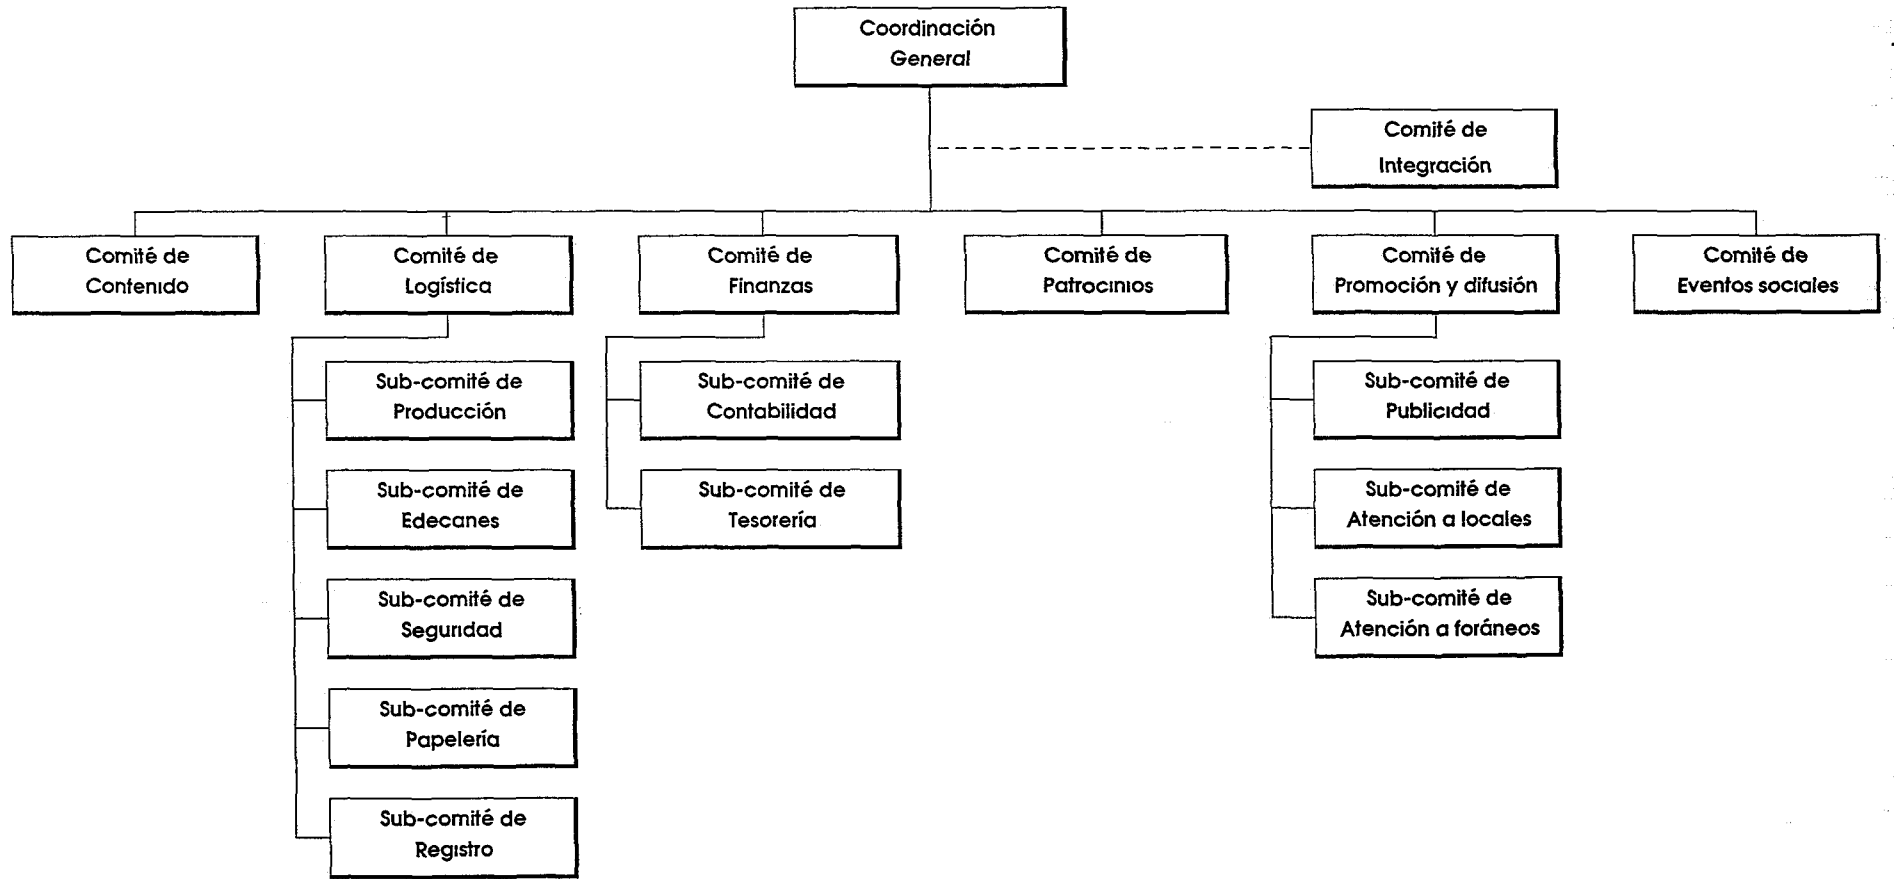 Coordinación
General
Comité de
Integración
Comité de
Contenido
Comité de
Logística
Comité de
Finanzas
Comité de
Patrocinios
Comité de
Promoción y difusión
Comité de
Eventos sociales
Sub-comité de
Producción
Sub-comité de
Edecanes
Sub-comité de
Seguridad
Sub-comité de
Papelería
Sub-comité de
Registro
Sub-comité de
Contabilidad
Sub-comité de
Tesorería
Sub-comité de
Publicidad
Sub-comité de
Atención a locales
Sub-comité de
Atención a foráneos